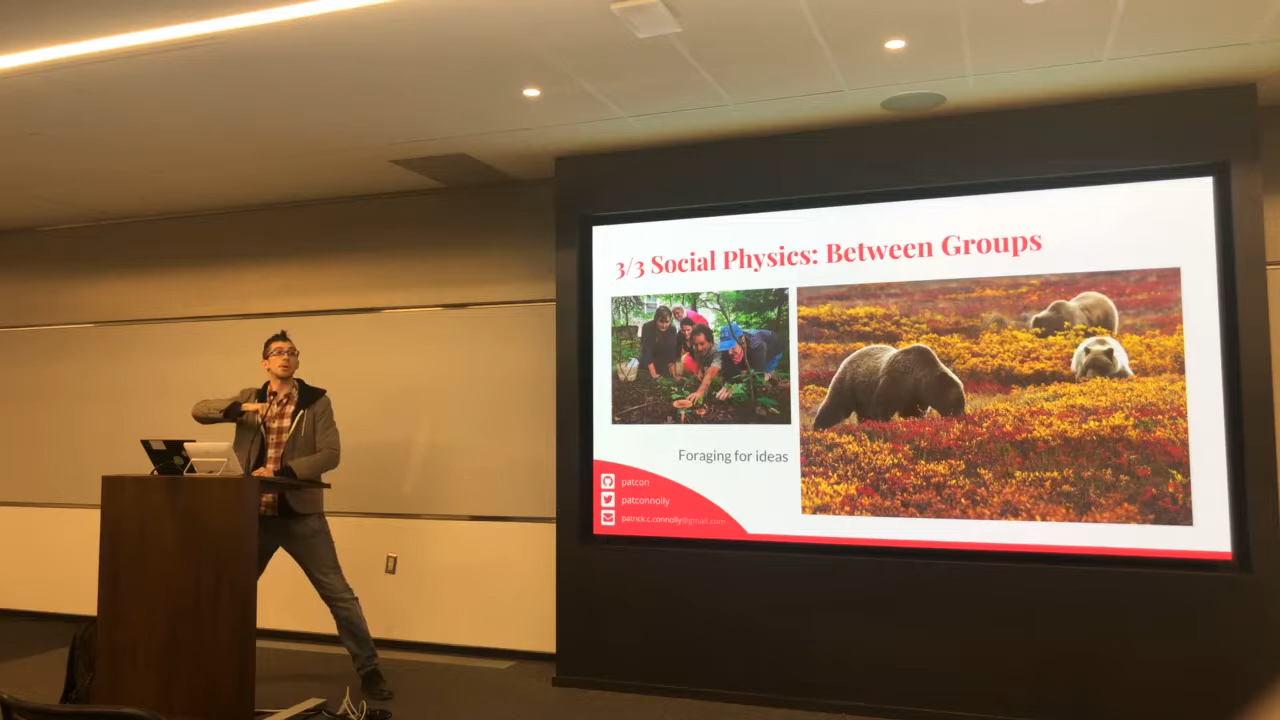 3/3 Social Physics: Between Groups
Foraging for ideas
patcon
patconnolly
patrick.c.connolly@gmail.com